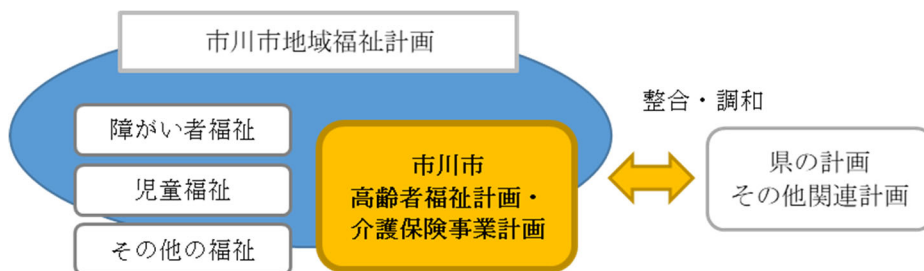 市川市地域福祉計画
障がい者福祉
児童福祉
その他の福祉
市川市
高齢者福祉計画・
介護保険事業計画
整合・調和
県の計画
その他関連計画